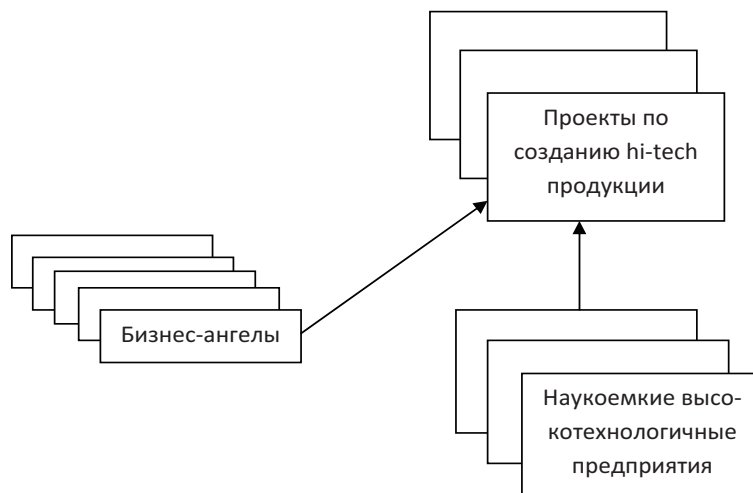 Проекты по
созданию hi-tech
продукции
Бизнес-ангелы
Наукоемкие высо-
котехнологичные
предприятия